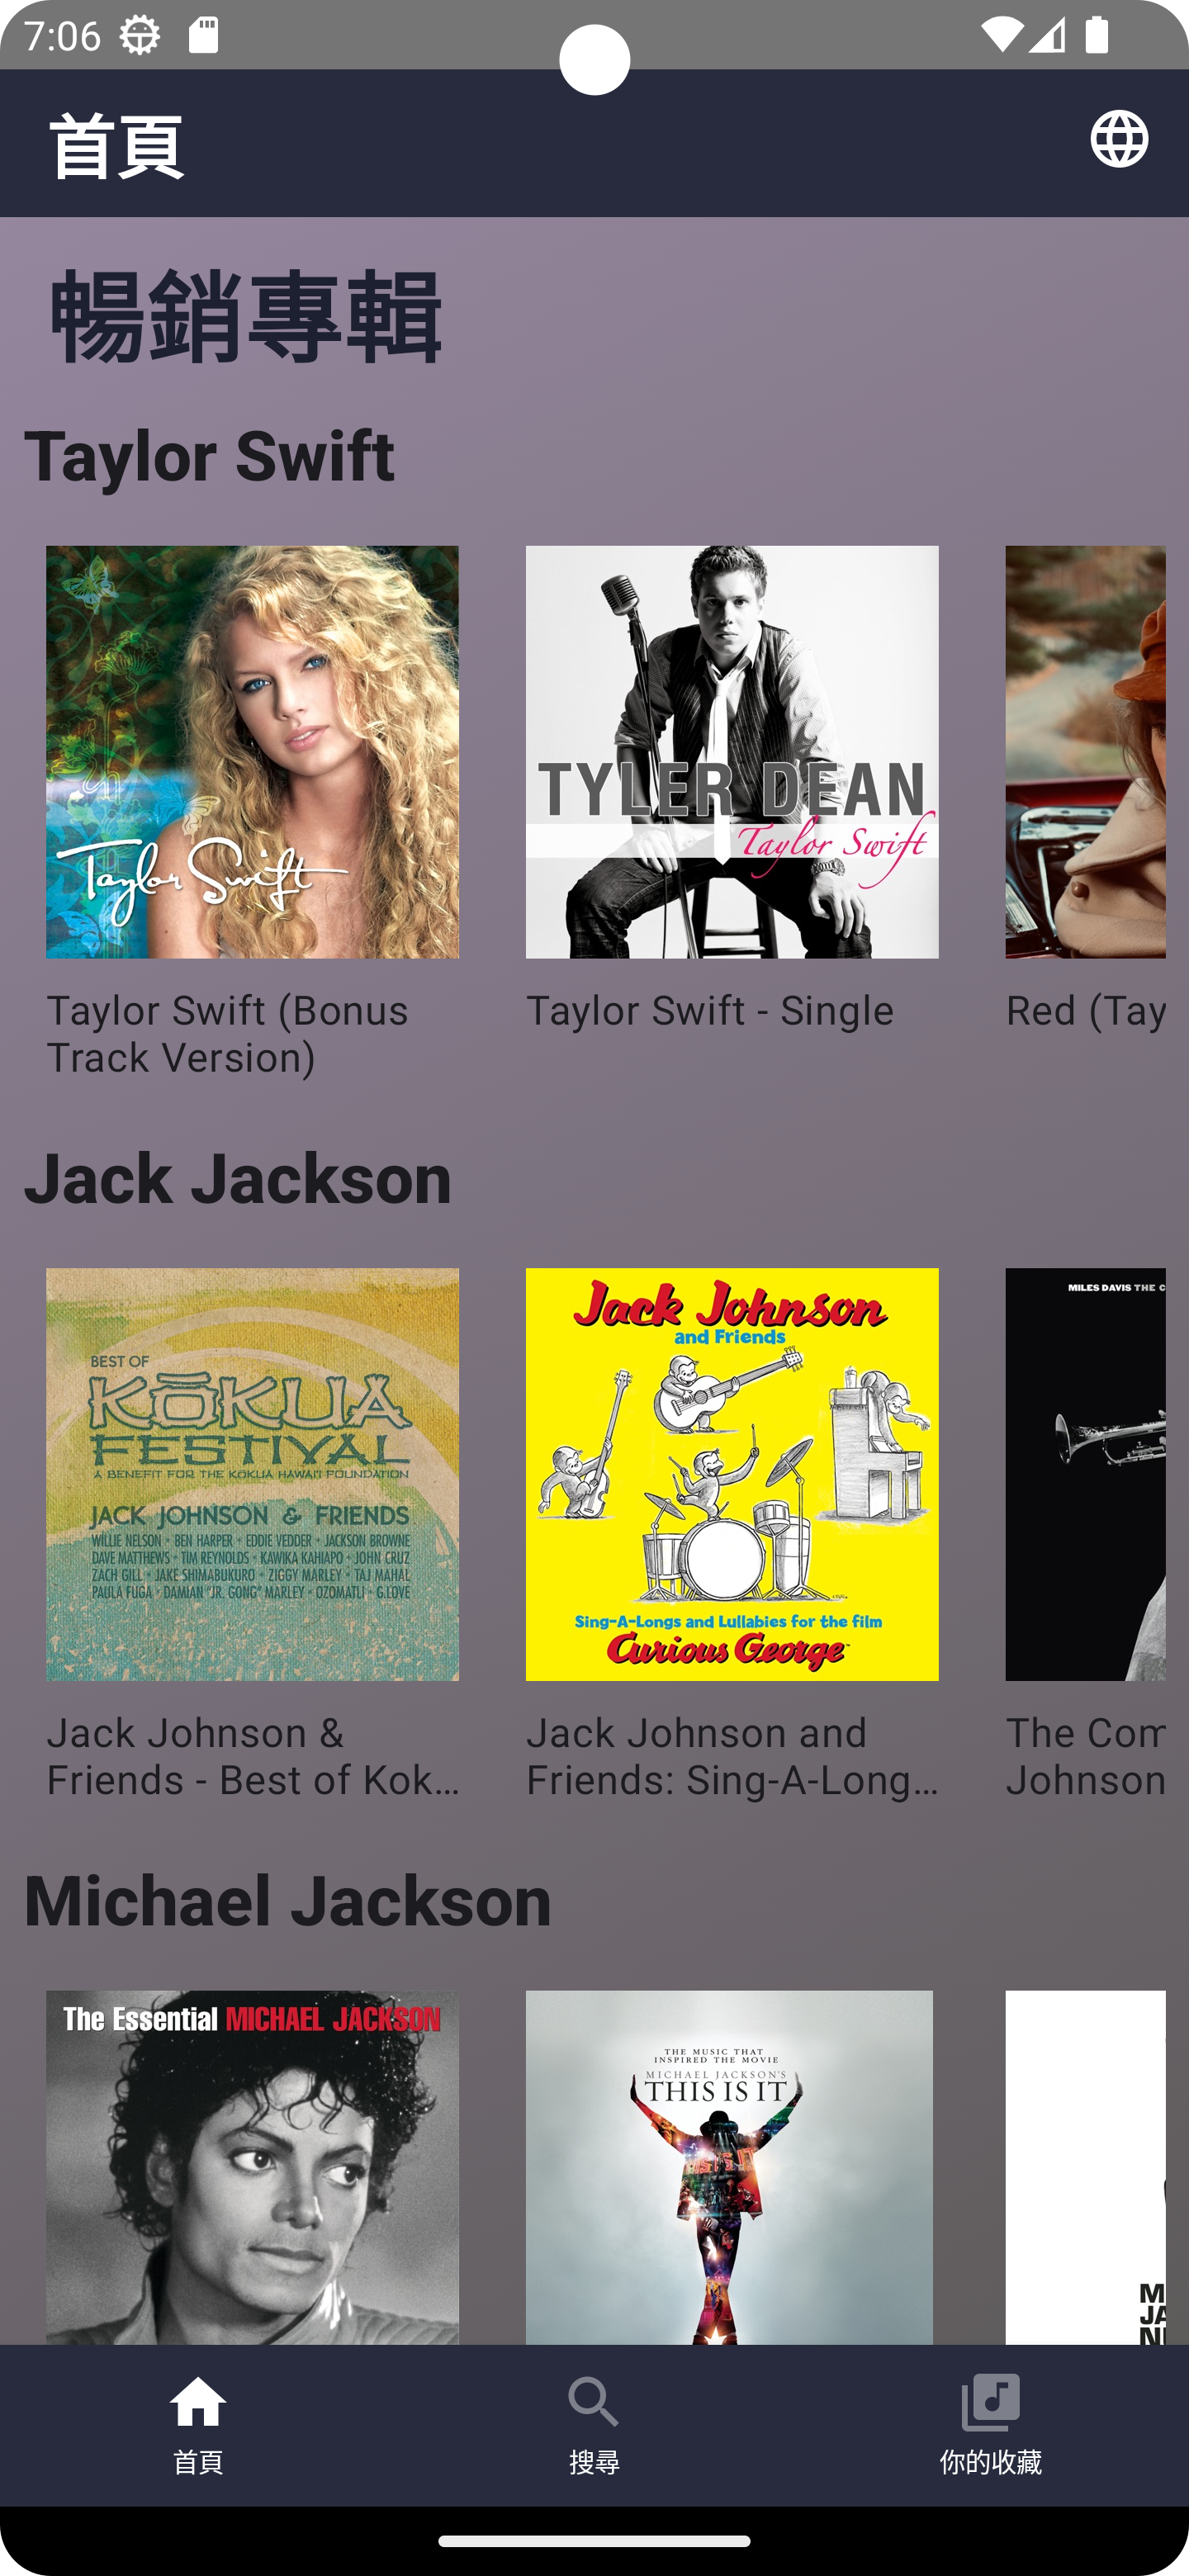 7:06
首頁
暢銷專輯
Taylor Swift
Taylor Swift
TYLER DEAN
Taylor Swift
Taylor Swift (Bonus
Track Version)
Taylor Swift - Single
Red (Tay
Jack Jackson
BEST OF
KŌKUA
FESTIVAL
A BENEFIT FOR THE KŌKUA HAWAI'I FOUNDATION
JACK JOHNSON & FRIENDS
WILLIE NELSON • BEN HARPER • EDDIE VEDDER • JACKSON BROWNE
DAVE MATTHEWS • TIM REYNOLDS • KAWIKA KAHIAPO • JOHN CRUZ
ZACH GILL • JAKE SHIMABUKURO • ZIGGY MARLEY • TAJ MAHAL
PAULA FUGA • DAMIAN "JR. GONG" MARLEY • OZOMATLI • G.LOVE
Jack Johnson
and Friends
Sing-A-Longs and Lullabies for the film
Curious George
MILES DAVIS THE C
Jack Johnson &
Friends - Best of Kok…
Jack Johnson and
Friends: Sing-A-Long…
The Com
Johnson
Michael Jackson
The Essential MICHAEL JACKSON
THE MUSIC THAT
INSPIRED THE MOVIE
MICHAEL JACKSON'S
THIS IS IT
M
JA
首頁
搜尋
你的收藏